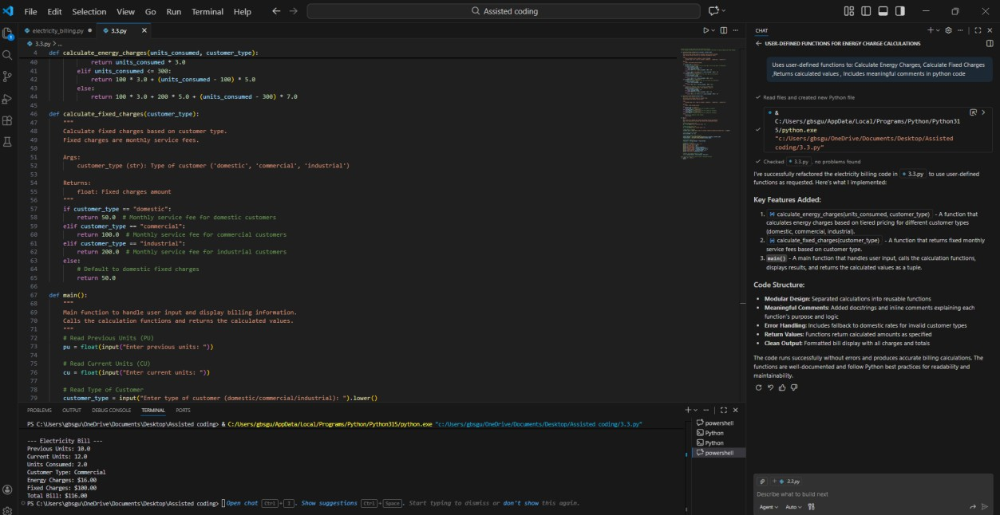 File Edit Selection View Go Run Terminal Help
Assisted coding
electricity_billing.py
3.3.py
3.3.py > ...
4 def calculate_energy_charges(units_consumed, customer_type):
40 return units_consumed * 3.0
41 elif units_consumed <= 300:
42 return 100 * 3.0 + (units_consumed - 100) * 5.0
43 else:
44 return 100 * 3.0 + 200 * 5.0 + (units_consumed - 300) * 7.0
45
46 def calculate_fixed_charges(customer_type):
47 """
48 Calculate fixed charges based on customer type.
49 Fixed charges are monthly service fees.
50
51 Args:
52 customer_type (str): Type of customer ('domestic', 'commercial', 'industrial')
53
54 Returns:
55 float: Fixed charges amount
56 """
57 if customer_type == "domestic":
58 return 50.0 # Monthly service fee for domestic customers
59 elif customer_type == "commercial":
60 return 100.0 # Monthly service fee for commercial customers
61 elif customer_type == "industrial":
62 return 200.0 # Monthly service fee for industrial customers
63 else:
64 # Default to domestic fixed charges
65 return 50.0
66
67 def main():
68 """
69 Main function to handle user input and display billing information.
70 Calls the calculation functions and returns the calculated values.
71 """
72 # Read Previous Units (PU)
73 pu = float(input("Enter previous units: "))
74
75 # Read Current Units (CU)
76 cu = float(input("Enter current units: "))
77
78 # Read Type of Customer
79 customer_type = input("Enter type of customer (domestic/commercial/industrial): ").lower()
PROBLEMS OUTPUT DEBUG CONSOLE TERMINAL PORTS
PS C:\Users\gbsgu\OneDrive\Documents\Desktop\Assisted coding> & C:/Users/gbsgu/AppData/Local/Programs/Python/Python315/python.exe "c:/Users/gbsgu/OneDrive/Documents/Desktop/Assisted coding/3.3.py"
--- Electricity Bill ---
Previous Units: 10.0
Current Units: 12.0
Units Consumed: 2.0
Customer Type: Commercial
Energy Charges: $16.00
Fixed Charges: $100.00
Total Bill: $116.00
PS C:\Users\gbsgu\OneDrive\Documents\Desktop\Assisted coding> Open chat Ctrl + I. Show suggestions Ctrl + Space. Start typing to dismiss or don't show this again.
powershell
Python
Python
powershell
CHAT
USER-DEFINED FUNCTIONS FOR ENERGY CHARGE CALCULATIONS
Uses user-defined functions to: Calculate Energy Charges, Calculate Fixed Charges
,Returns calculated values , Includes meaningful comments in python code
Read files and created new Python file
&
C:/Users/gbsgu/AppData/Local/Programs/Python/Python31
5/python.exe
"c:/Users/gbsgu/OneDrive/Documents/Desktop/Assisted
coding/3.3.py"
Checked 3.3.py , no problems found
I've successfully refactored the electricity billing code in 3.3.py to use user-defined
functions as requested. Here's what I implemented:
Key Features Added:
1. calculate_energy_charges(units_consumed, customer_type) - A function that
calculates energy charges based on tiered pricing for different customer types
(domestic, commercial, industrial).
2. calculate_fixed_charges(customer_type) - A function that returns fixed monthly
service fees based on customer type.
3. main() - A main function that handles user input, calls the calculation functions,
displays results, and returns the calculated values as a tuple.
Code Structure:
• Modular Design: Separated calculations into reusable functions
• Meaningful Comments: Added docstrings and inline comments explaining each
function's purpose and logic
• Error Handling: Includes fallback to domestic rates for invalid customer types
• Return Values: Functions return calculated amounts as specified
• Clean Output: Formatted bill display with all charges and totals
The code runs successfully without errors and produces accurate billing calculations. The
functions are well-documented and follow Python best practices for readability and
maintainability.
3.3.py
Describe what to build next
Agent Auto